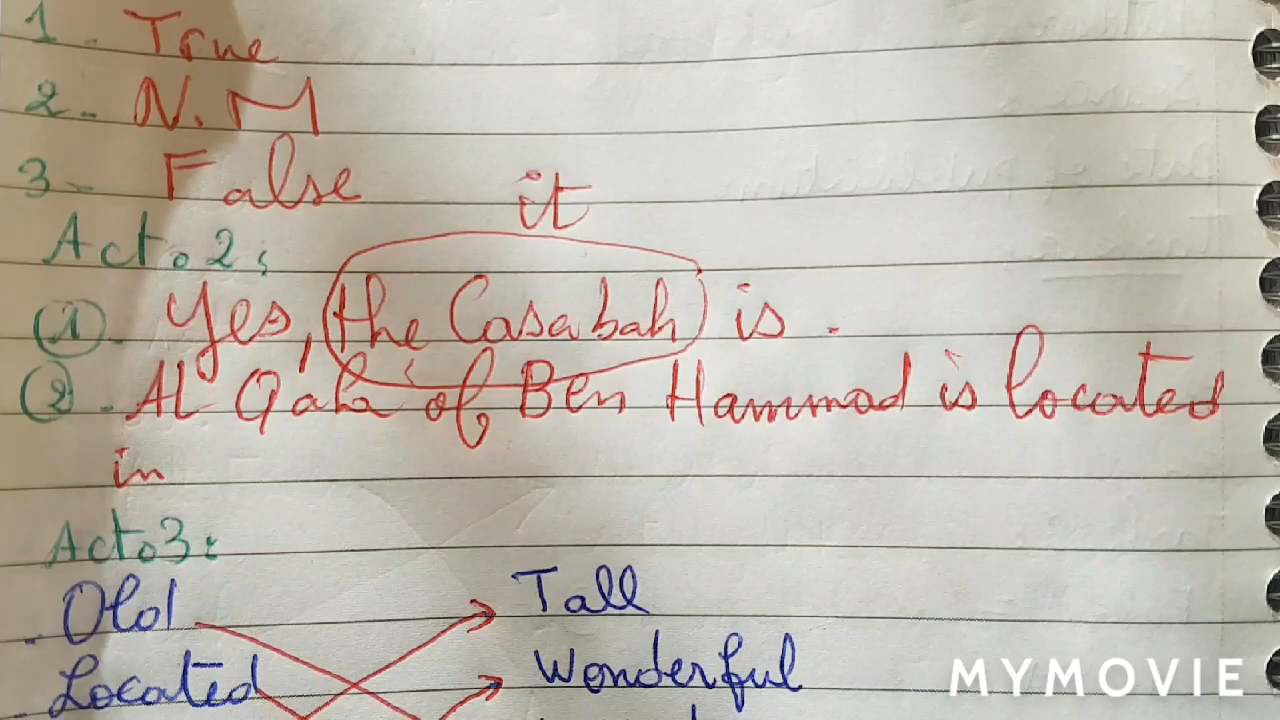 1. True
2. N.M
3- False
it
Act.2:
(1). Yes, the Casabah is.
(2). AL Qala of Ben Hammad is located
in
Act.3:
. Old Tall
. Located Wonderful
MYMOVIE